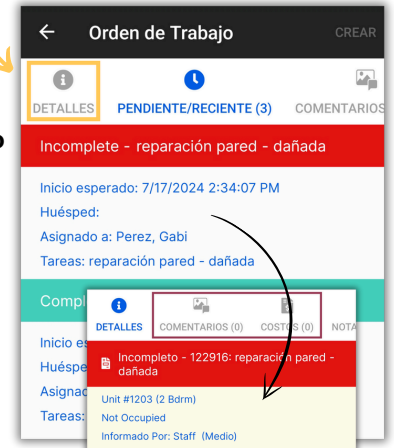 Orden de Trabajo
CREAR
DETALLES
PENDIENTE/RECIENTE (3)
COMENTARIOS
Incomplete - reparación pared - dañada
Inicio esperado: 7/17/2024 2:34:07 PM
Huésped:
Asignado a: Perez, Gabi
Tareas: reparación pared - dañada
Tareas:
DETALLES
COMENTARIOS (0)
COSTOS (0)
Incompleto - 122916: reparación pared -
dañada
Unit #1203 (2 Bdrm)
Not Occupied
Informado Por: Staff (Medio)